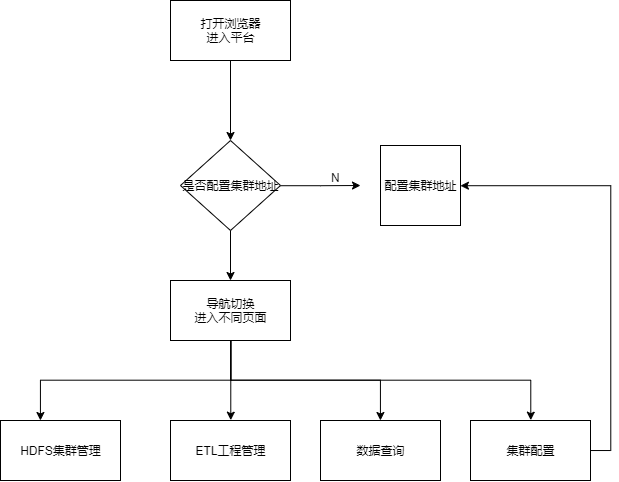 打开浏览器
进入平台
是否配置集群地址
N
配置集群地址
导航切换
进入不同页面
HDFS集群管理
ETL工程管理
数据查询
集群配置